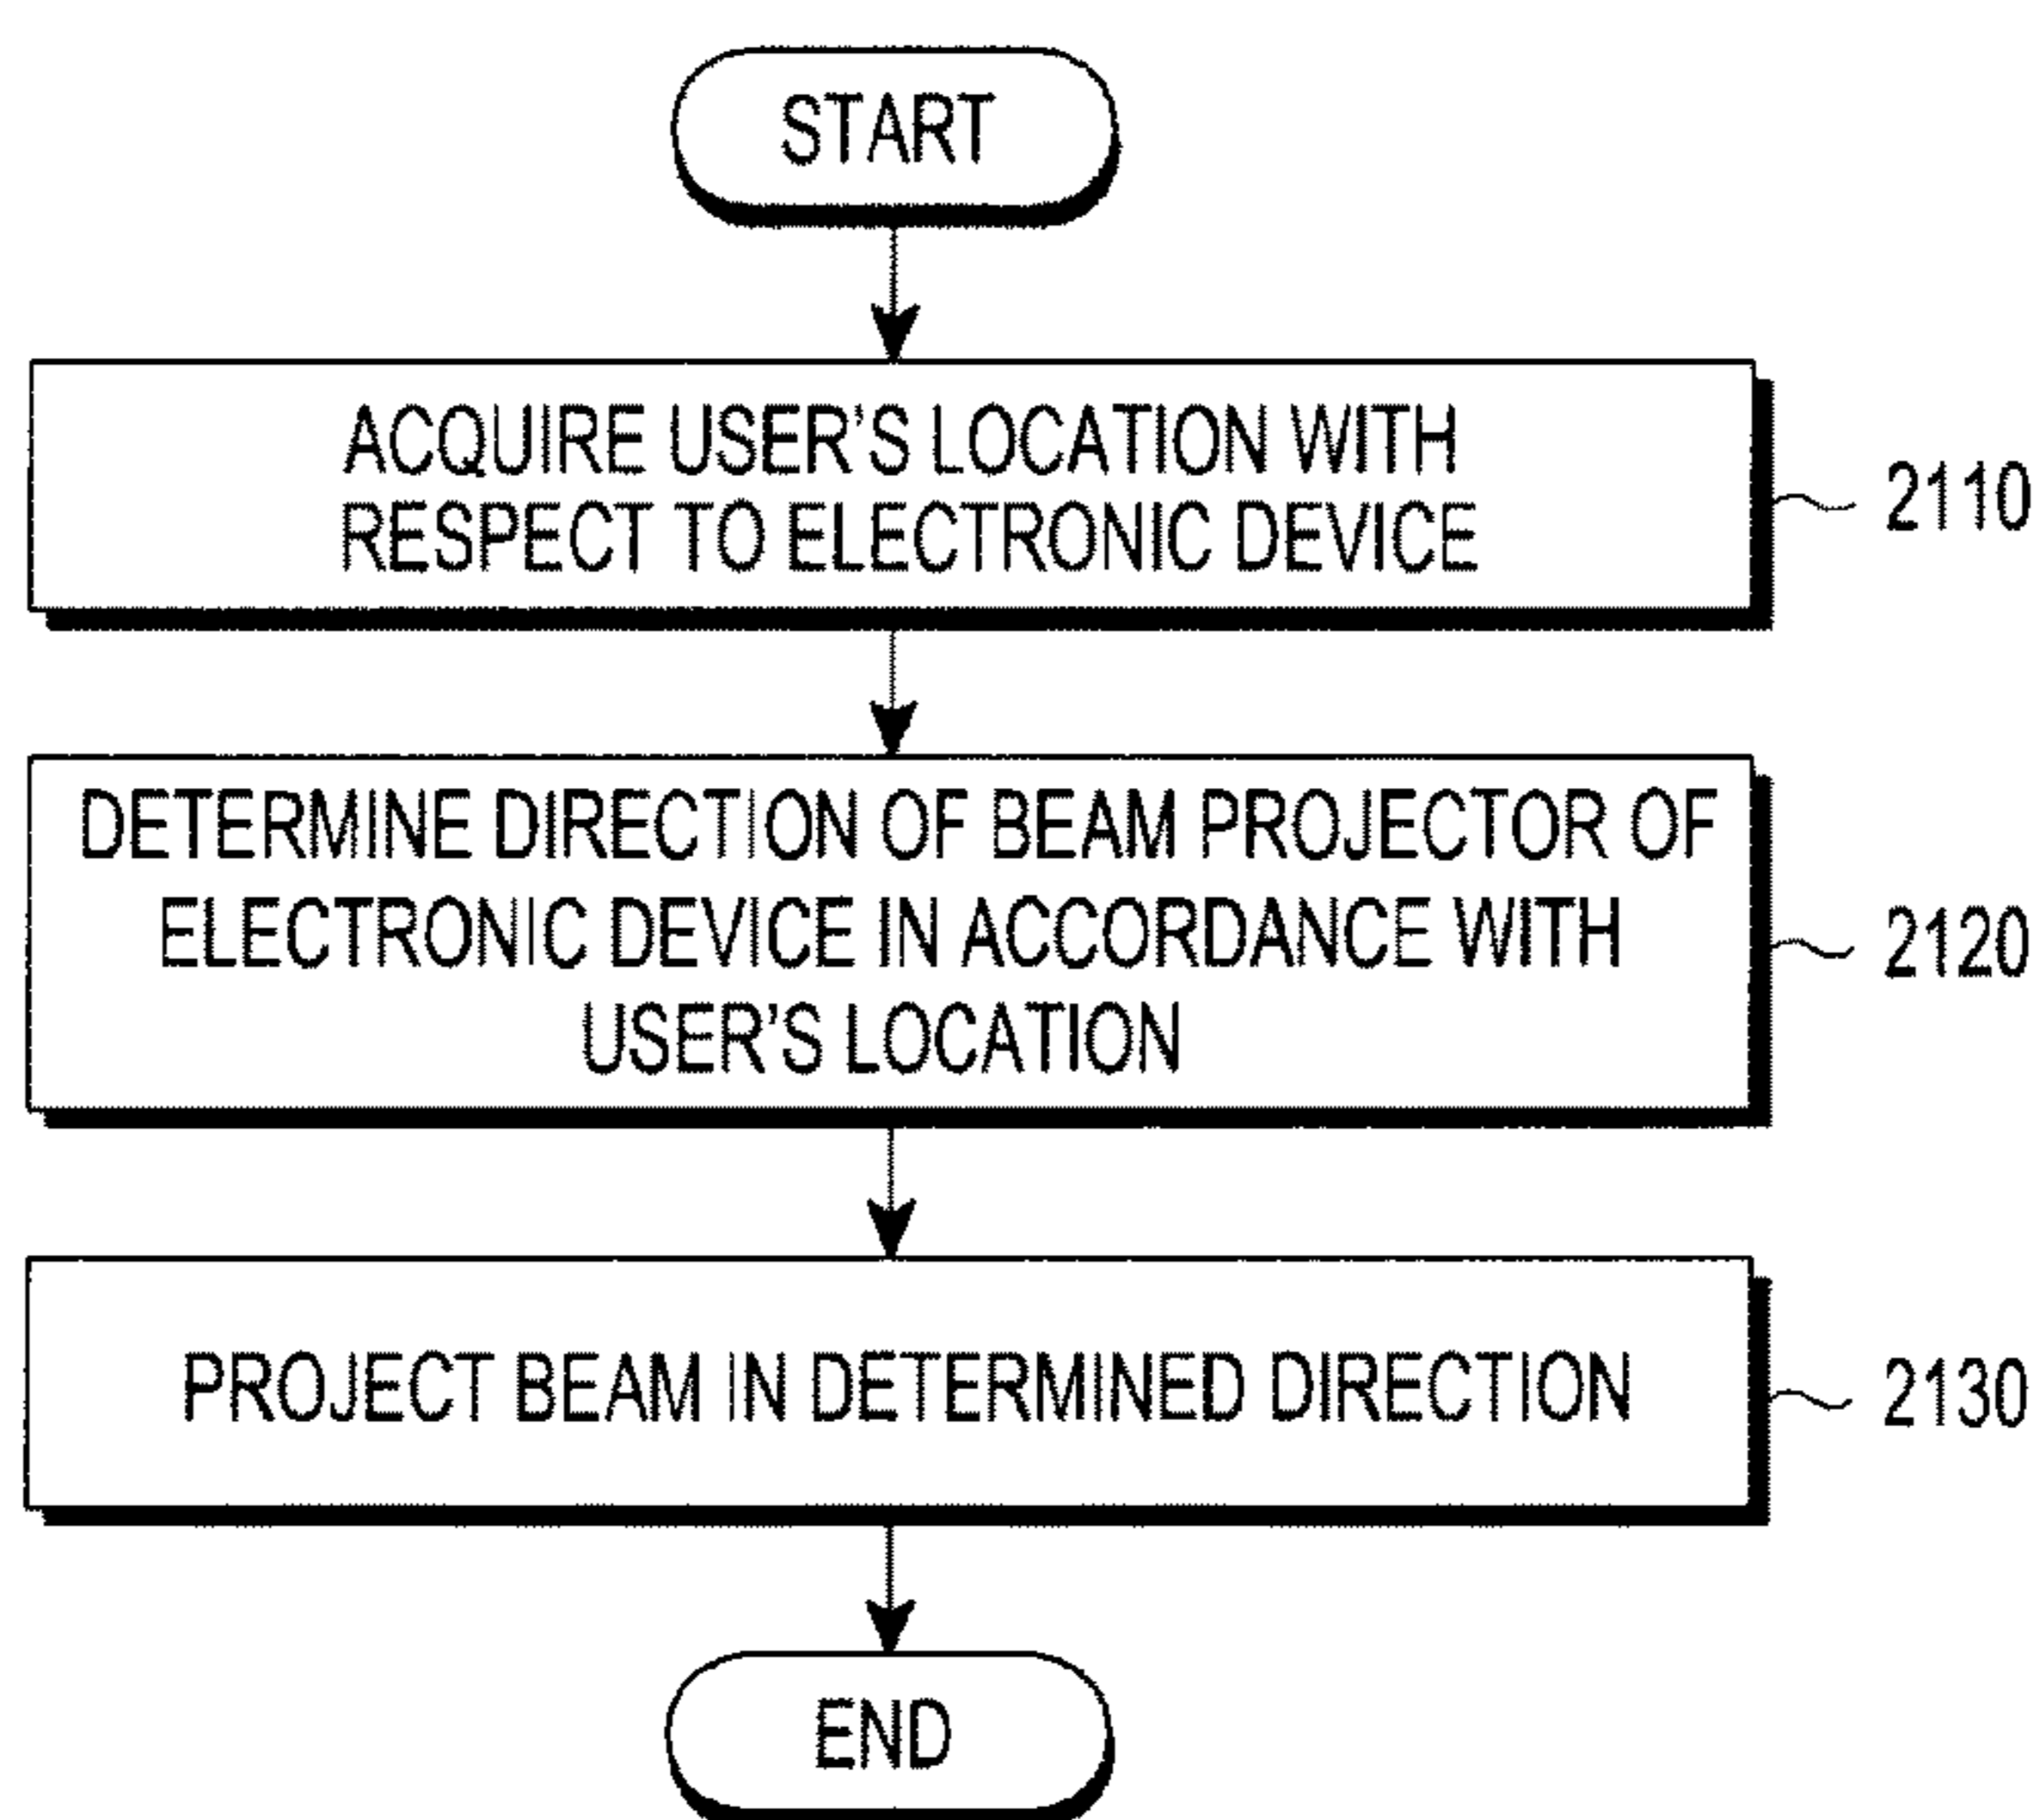 START
ACQUIRE USER'S LOCATION WITH
RESPECT TO ELECTRONIC DEVICE
2110
DETERMINE DIRECTION OF BEAM PROJECTOR OF
ELECTRONIC DEVICE IN ACCORDANCE WITH
USER'S LOCATION
2120
PROJECT BEAM IN DETERMINED DIRECTION
2130
END